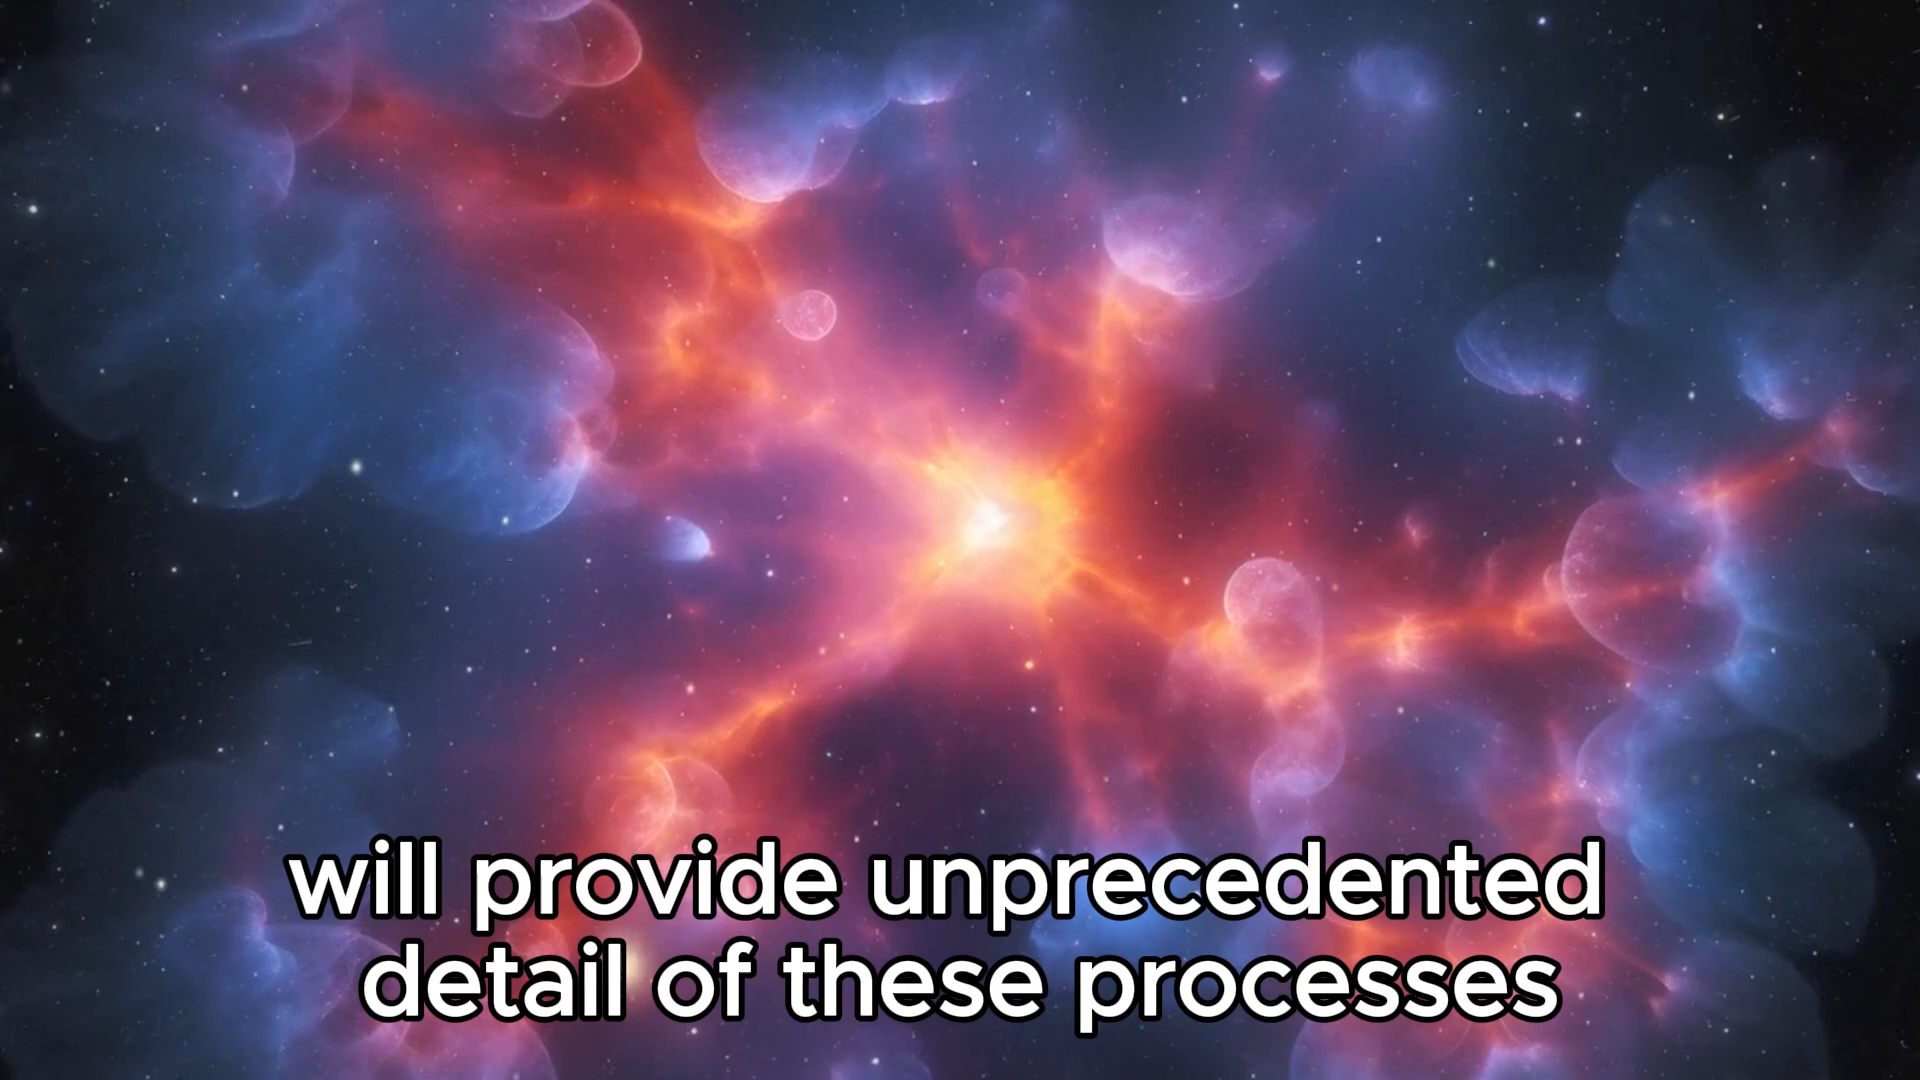 will provide unprecedented
detail of these processes